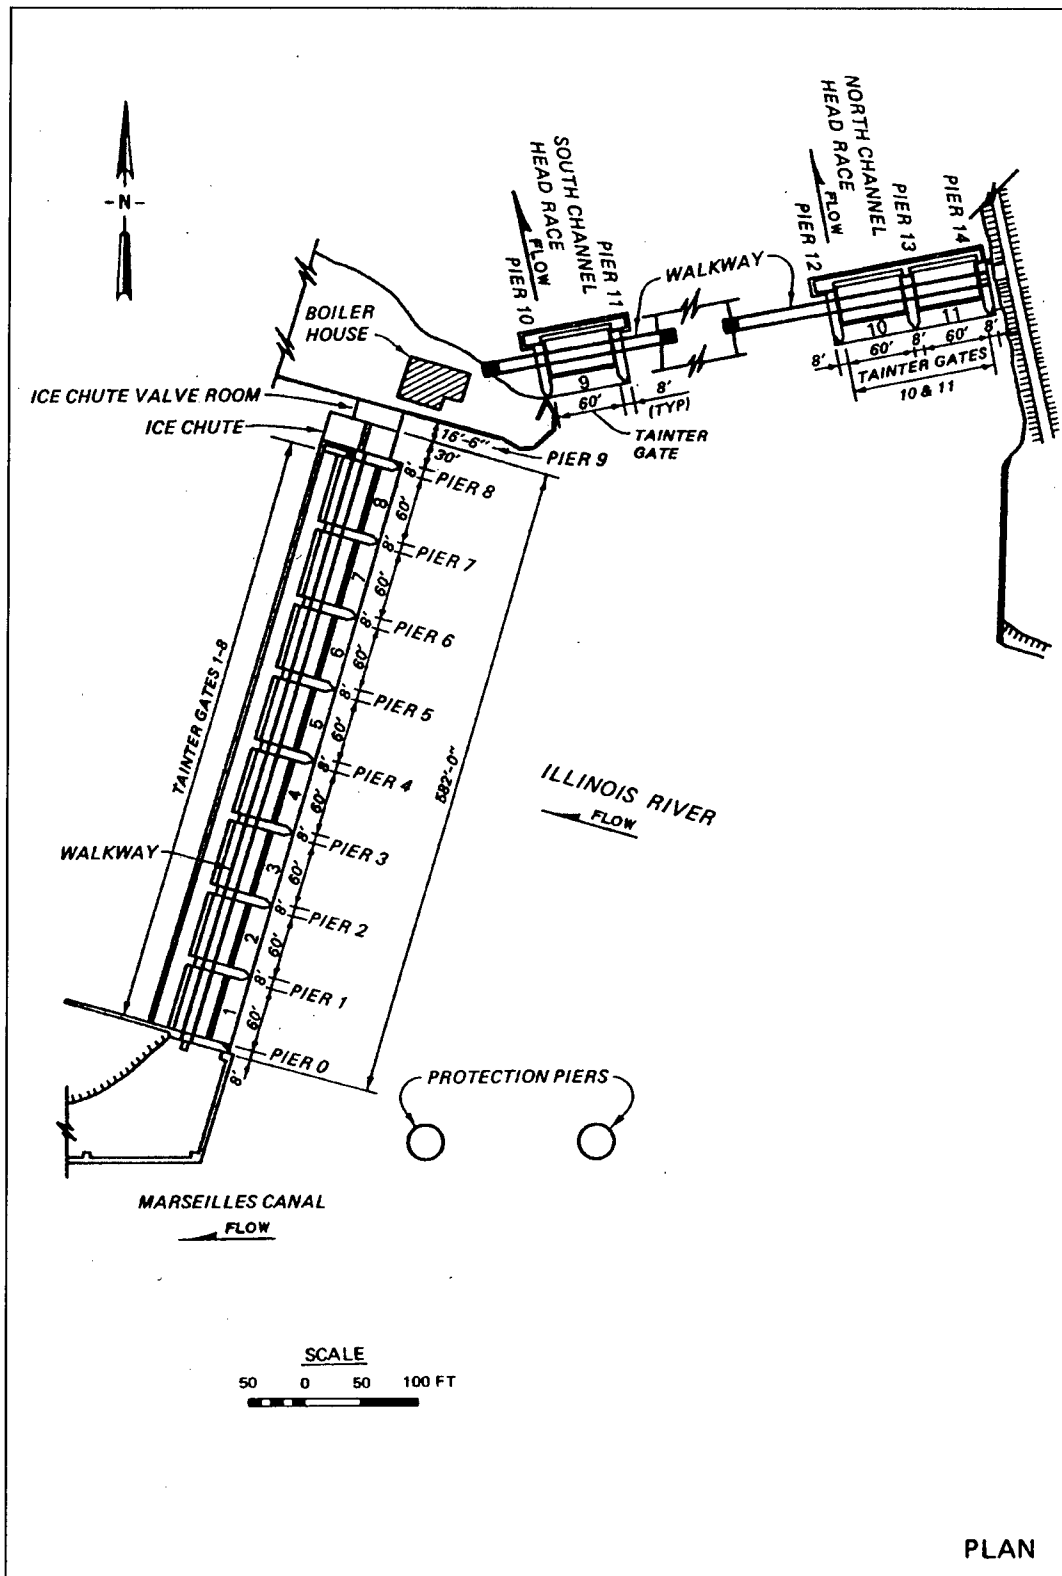 N
SOUTH CHANNEL
HEAD RACE
FLOW
PIER 10
PIER 11
WALKWAY
NORTH CHANNEL
HEAD RACE
FLOW
PIER 12
PIER 13
PIER 14
BOILER
HOUSE
ICE CHUTE VALVE ROOM
ICE CHUTE
9
60'
8'
(TYP)
TAINTER
GATE
10
11
8'
60'
8'
60'
8'
TAINTER GATES
10 & 11
16'-6"
30'
PIER 9
8'
PIER 8
8
60'
8'
PIER 7
7
60'
8'
PIER 6
6
60'
8'
PIER 5
5
60'
8'
PIER 4
4
60'
8'
PIER 3
3
60'
8'
PIER 2
2
60'
8'
PIER 1
1
60'
PIER 0
8'
TAINTER GATES 1-8
582'-0"
WALKWAY
ILLINOIS RIVER
FLOW
PROTECTION PIERS
MARSEILLES CANAL
FLOW
SCALE
50 0 50 100 FT
PLAN